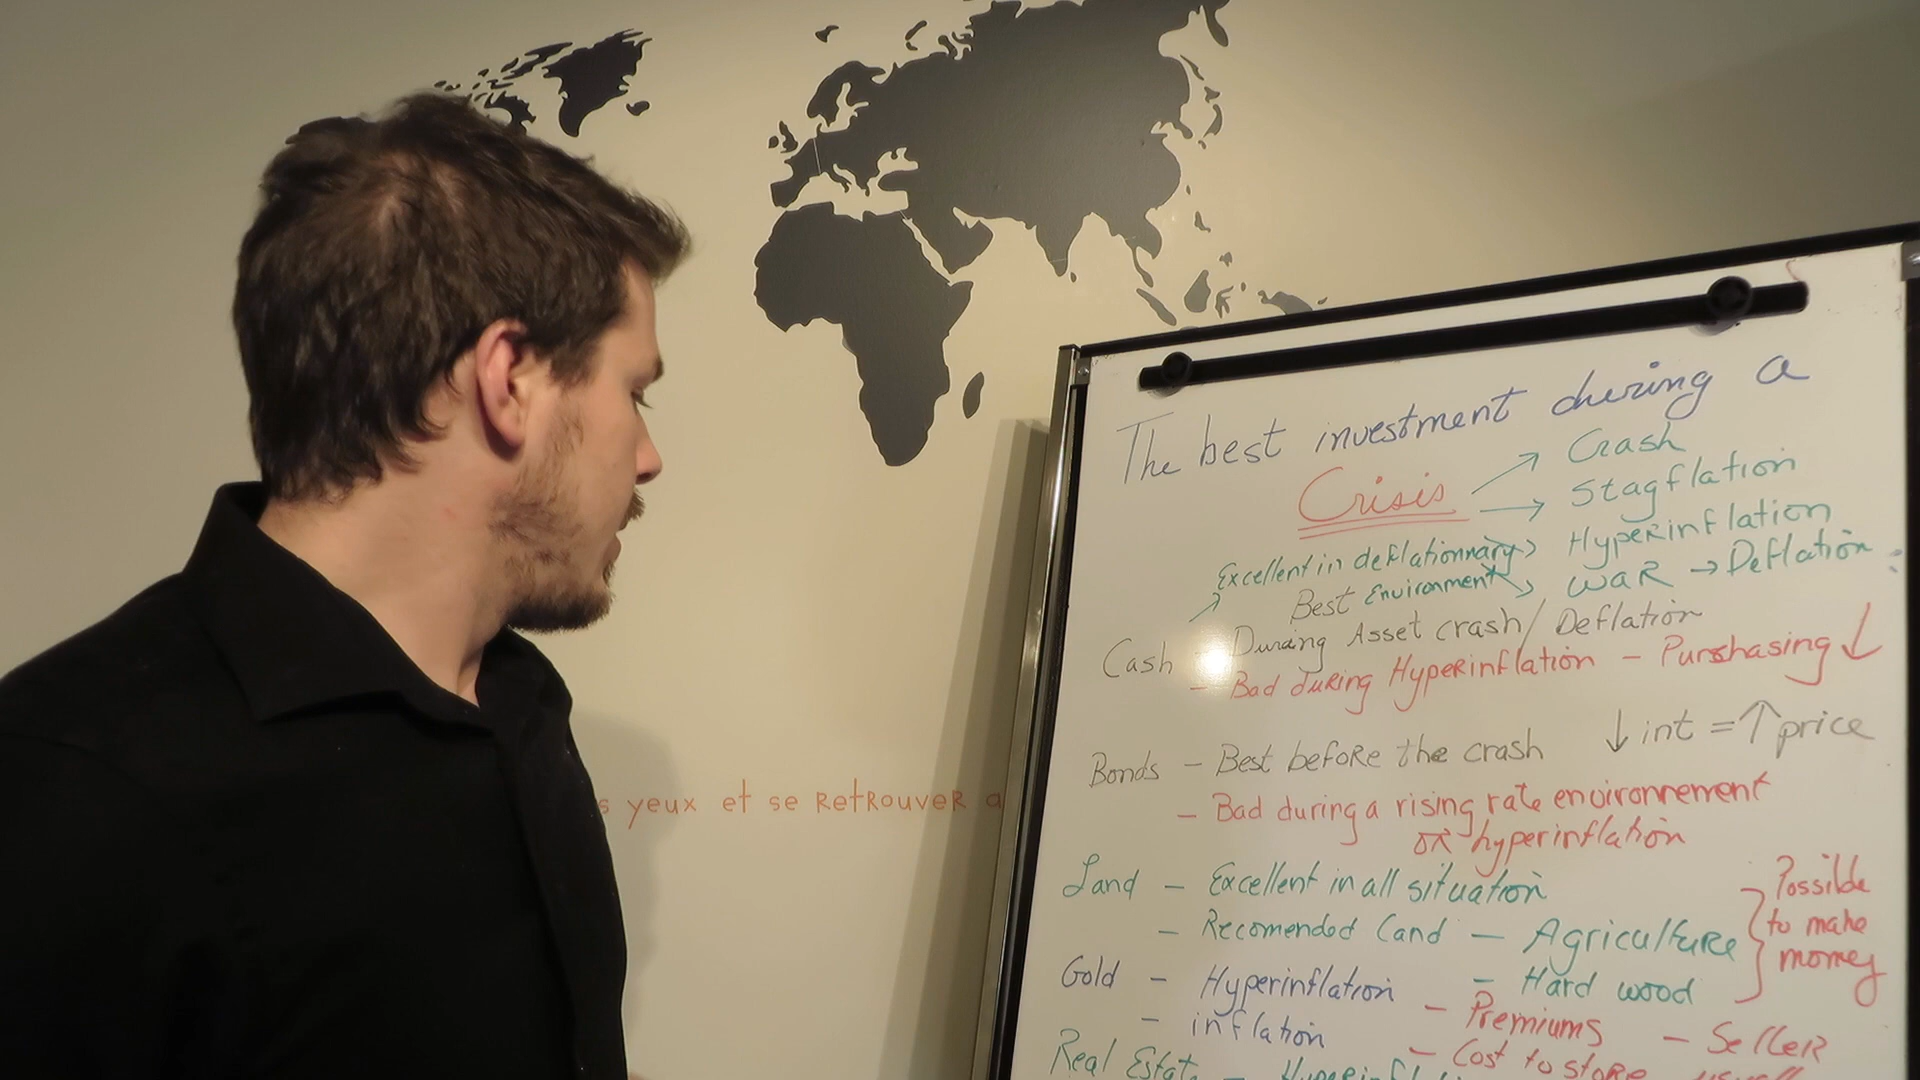 The best investment during a
Crisis → Crash
→ Stagflation
Excellent in deflationnary → Hyperinflation
Environment → WaR → Deflation
Best
Cash - During Asset crash / Deflation
- Bad during Hyperinflation - Purshasing ↓
Bonds - Best before the crash ↓ int = ↑ price
- Bad during a rising rate environnement
or hyperinflation
Land - Excellent in all situation
- Recomended Land - Agriculture
- Hard wood
Possible
to make
money
Gold - Hyperinflation
- inflation
- Premiums - Seller
- Cost to store
Real Estate -
s yeux et se Retrouver a